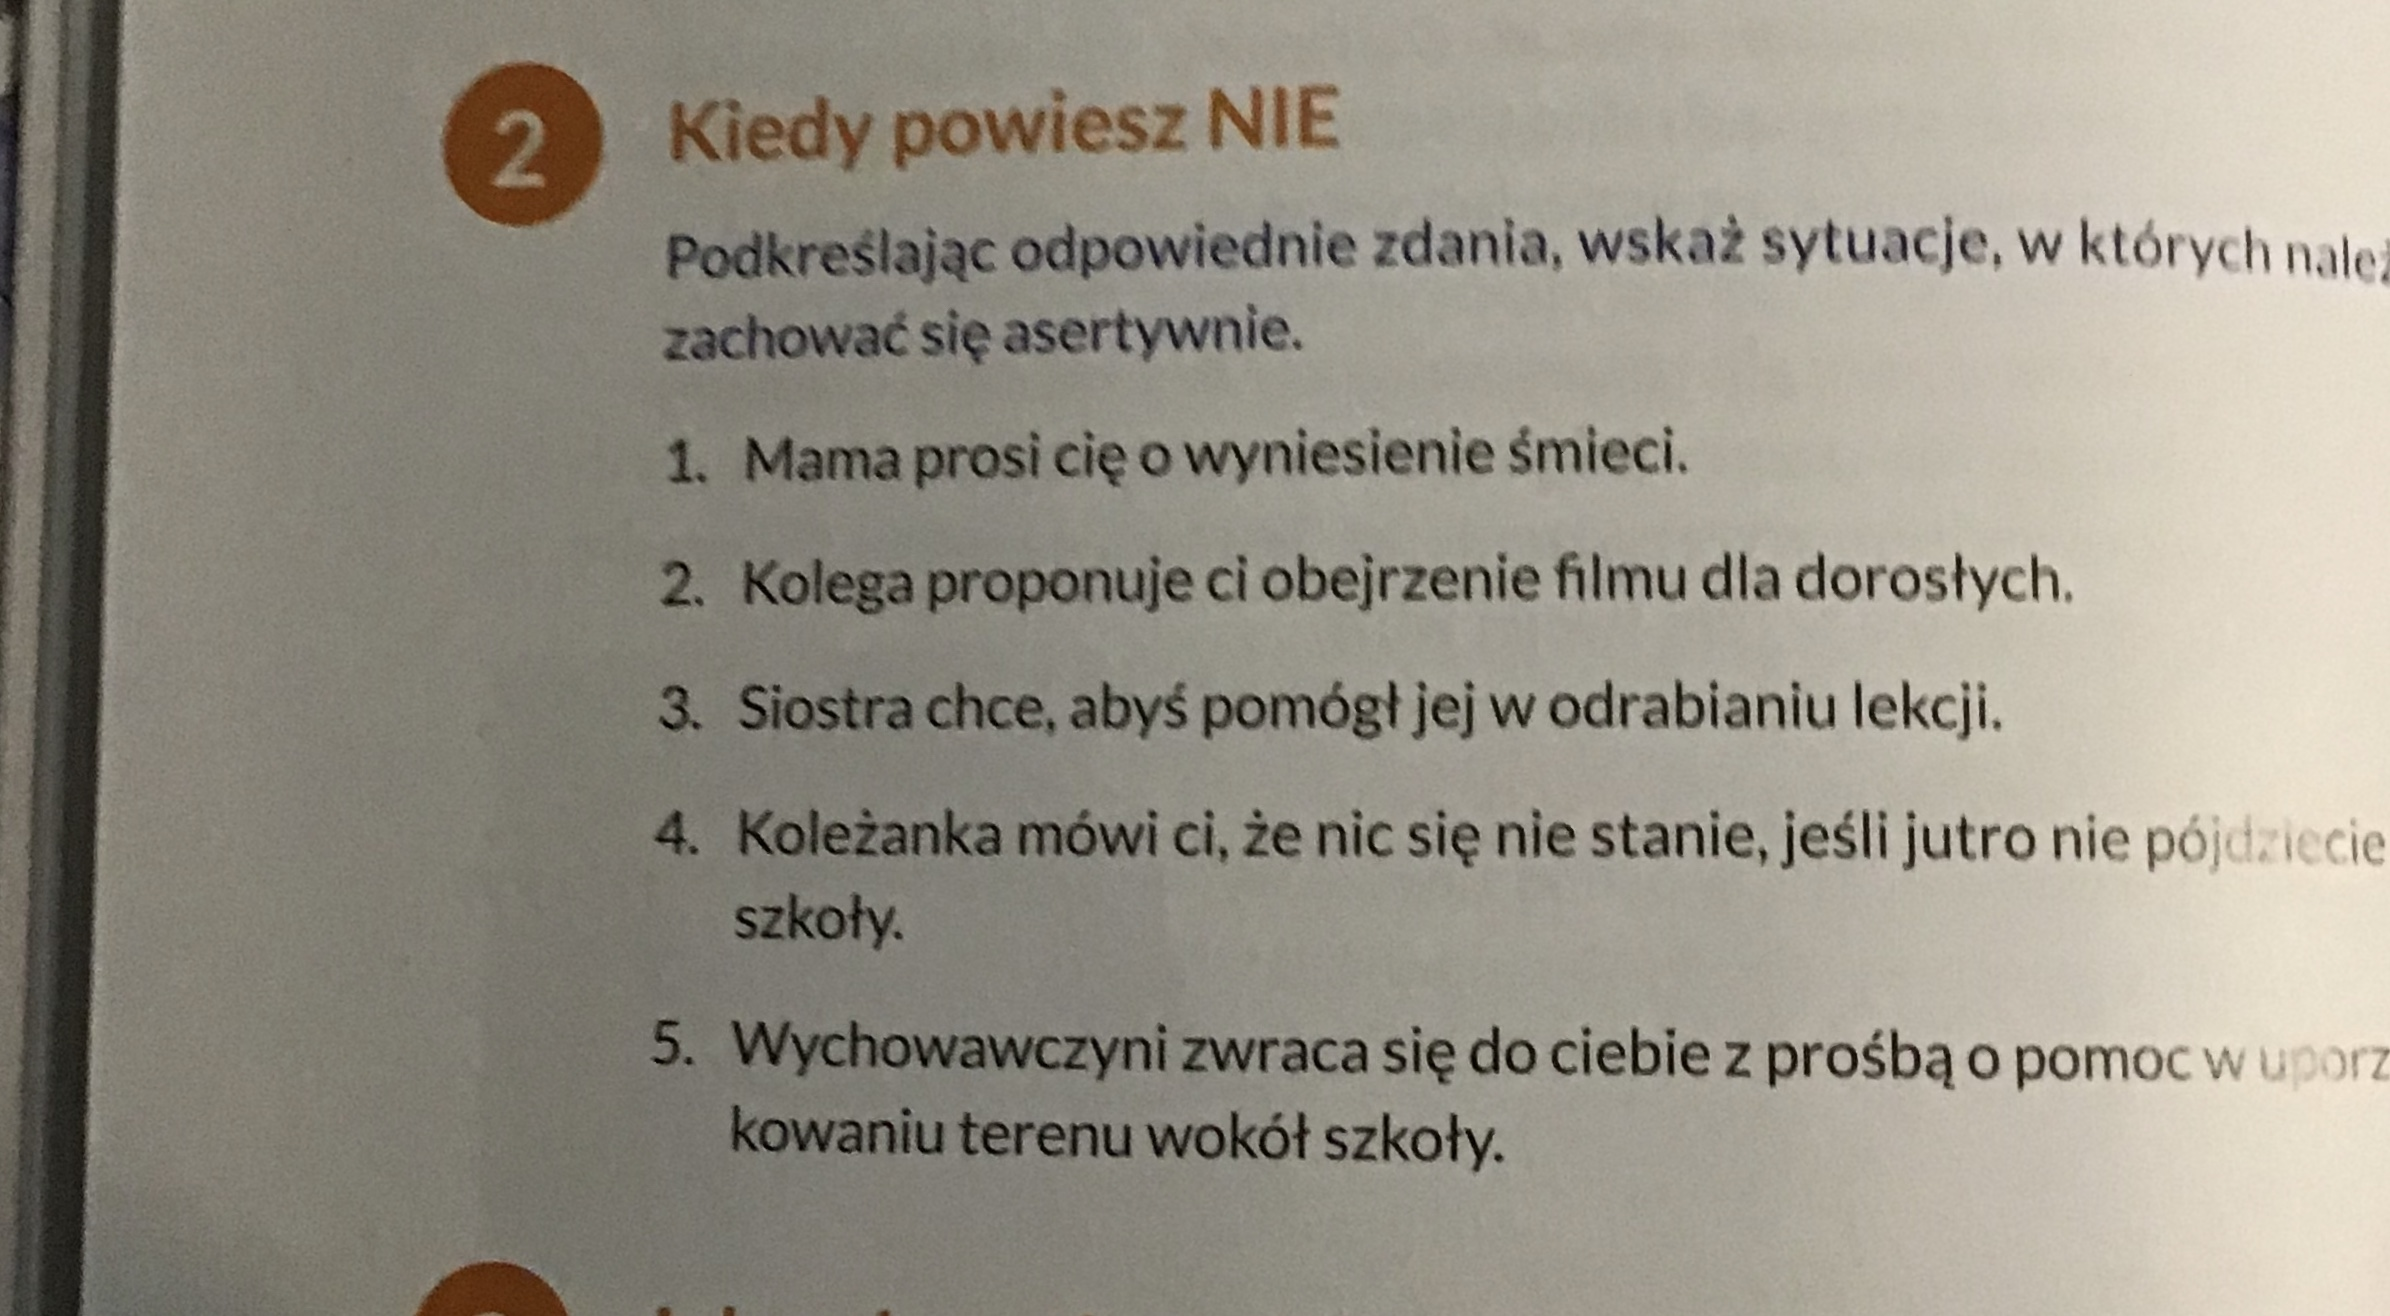 2 Kiedy powiesz NIE
Podkreślając odpowiednie zdania, wskaż sytuacje, w których
zachować się asertywnie.
1. Mama prosi cię o wyniesienie śmieci.
2. Kolega proponuje ci obejrzenie filmu dla dorosłych.
3. Siostra chce, abyś pomógł jej w odrabianiu lekcji.
4. Koleżanka mówi ci, że nic się nie stanie, jeśli jutro nie pójdziecie
szkoły.
5. Wychowawczyni zwraca się do ciebie z prośbą o pomoc w uporz
kowaniu terenu wokół szkoły.